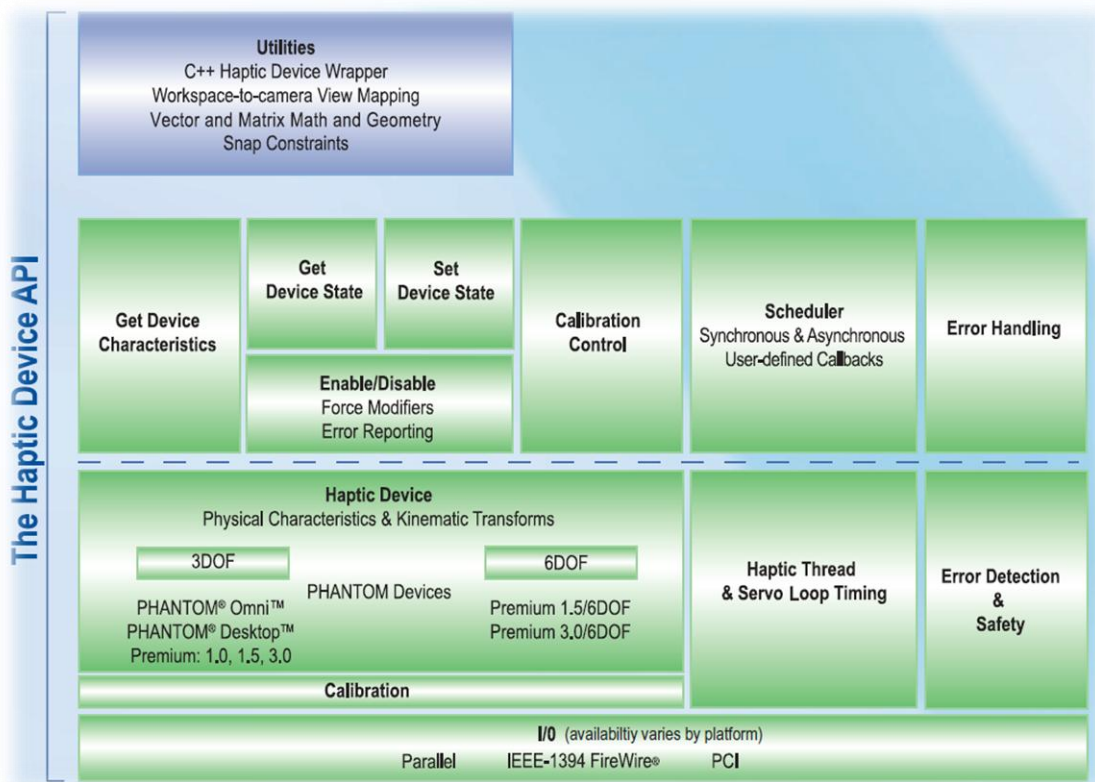 The Haptic Device API
Utilities
C++ Haptic Device Wrapper
Workspace-to-camera View Mapping
Vector and Matrix Math and Geometry
Snap Constraints
Get Device
Characteristics
Get
Device State
Set
Device State
Enable/Disable
Force Modifiers
Error Reporting
Calibration
Control
Scheduler
Synchronous & Asynchronous
User-defined Callbacks
Error Handling
Haptic Device
Physical Characteristics & Kinematic Transforms
3DOF
6DOF
PHANTOM Devices
PHANTOM® Omni™
PHANTOM® Desktop™
Premium: 1.0, 1.5, 3.0
Premium 1.5/6DOF
Premium 3.0/6DOF
Calibration
Haptic Thread
& Servo Loop Timing
Error Detection
&
Safety
I/0 (availabiltiy varies by platform)
Parallel IEEE-1394 FireWire® PCI